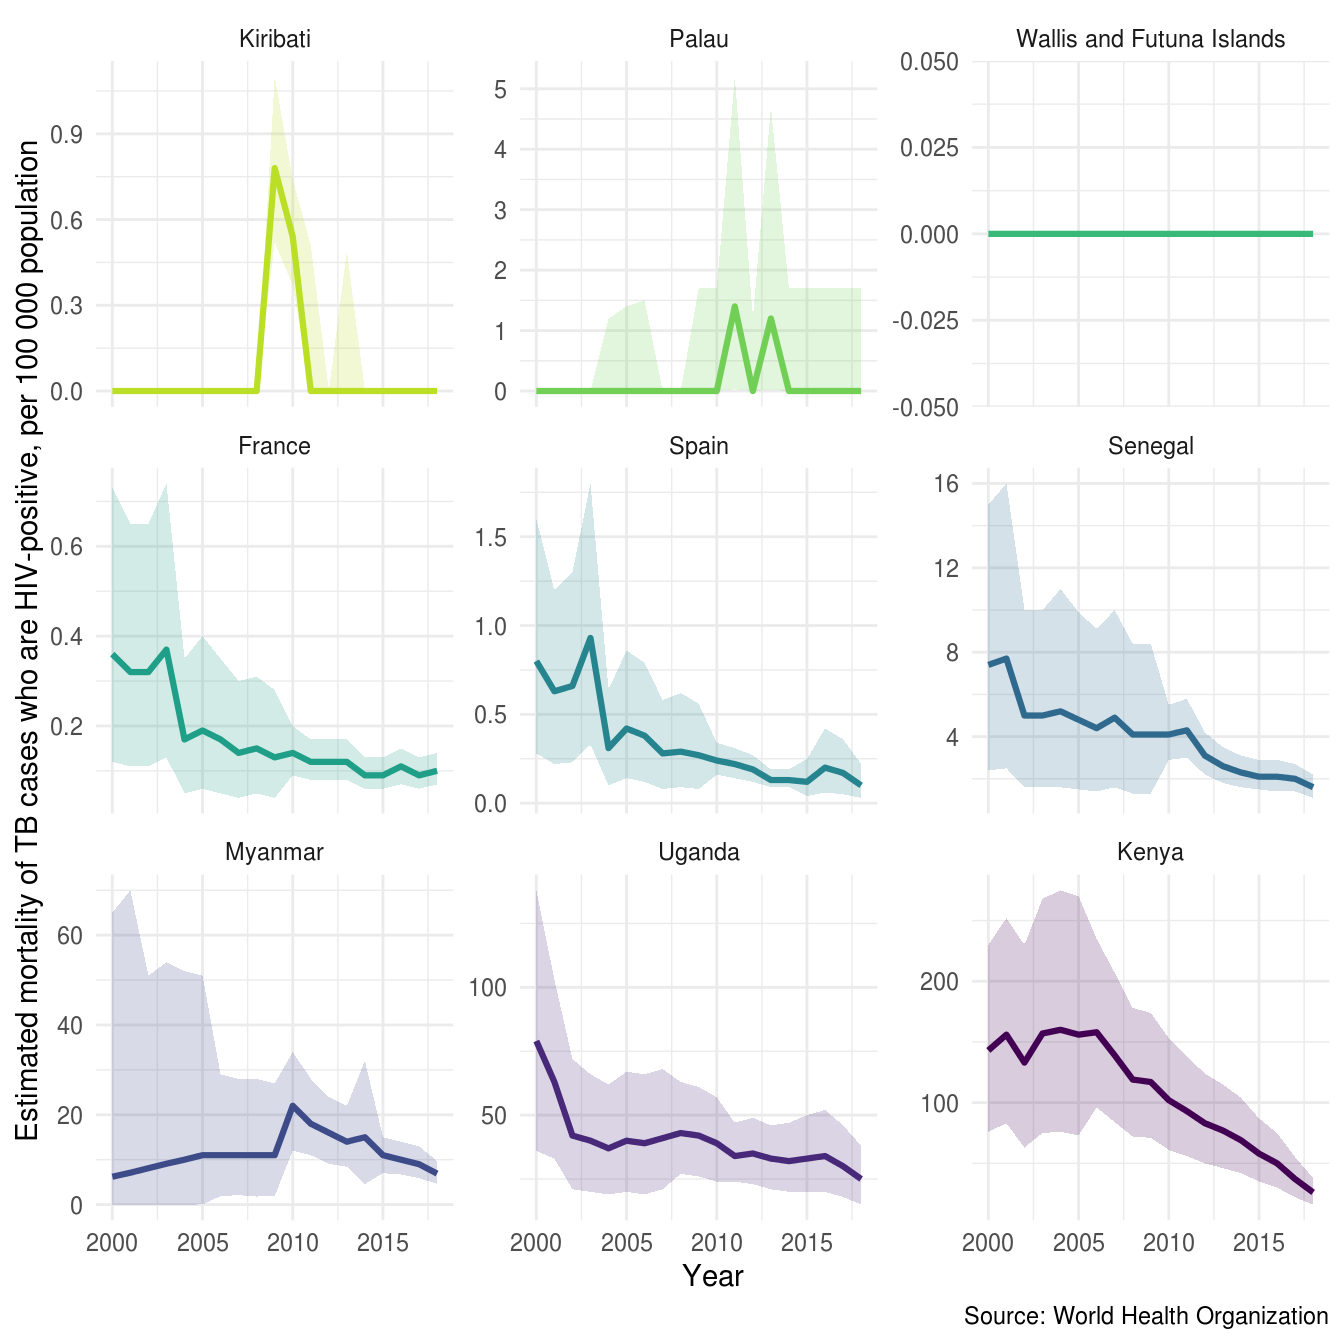 Kiribati
Palau
Wallis and Futuna Islands
0.9
0.6
0.3
0.0
5
4
3
2
1
0
0.050
0.025
0.000
-0.025
-0.050
France
Spain
Senegal
0.6
0.4
0.2
1.5
1.0
0.5
0.0
16
12
8
4
Myanmar
Uganda
Kenya
60
40
20
0
100
50
200
100
2000 2005 2010 2015
2000 2005 2010 2015
2000 2005 2010 2015
Estimated mortality of TB cases who are HIV-positive, per 100 000 population
Year
Source: World Health Organization